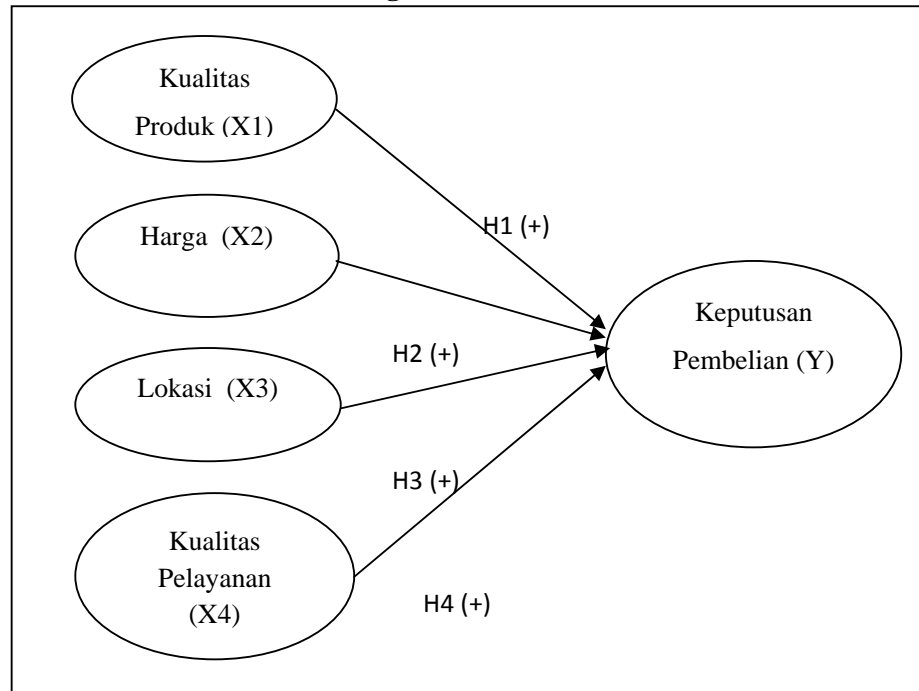 Kualitas
Produk (X1)
H1 (+)
Harga (X2)
Keputusan
Pembelian (Y)
H2 (+)
Lokasi (X3)
H3 (+)
Kualitas
Pelayanan
(X4)
H4 (+)